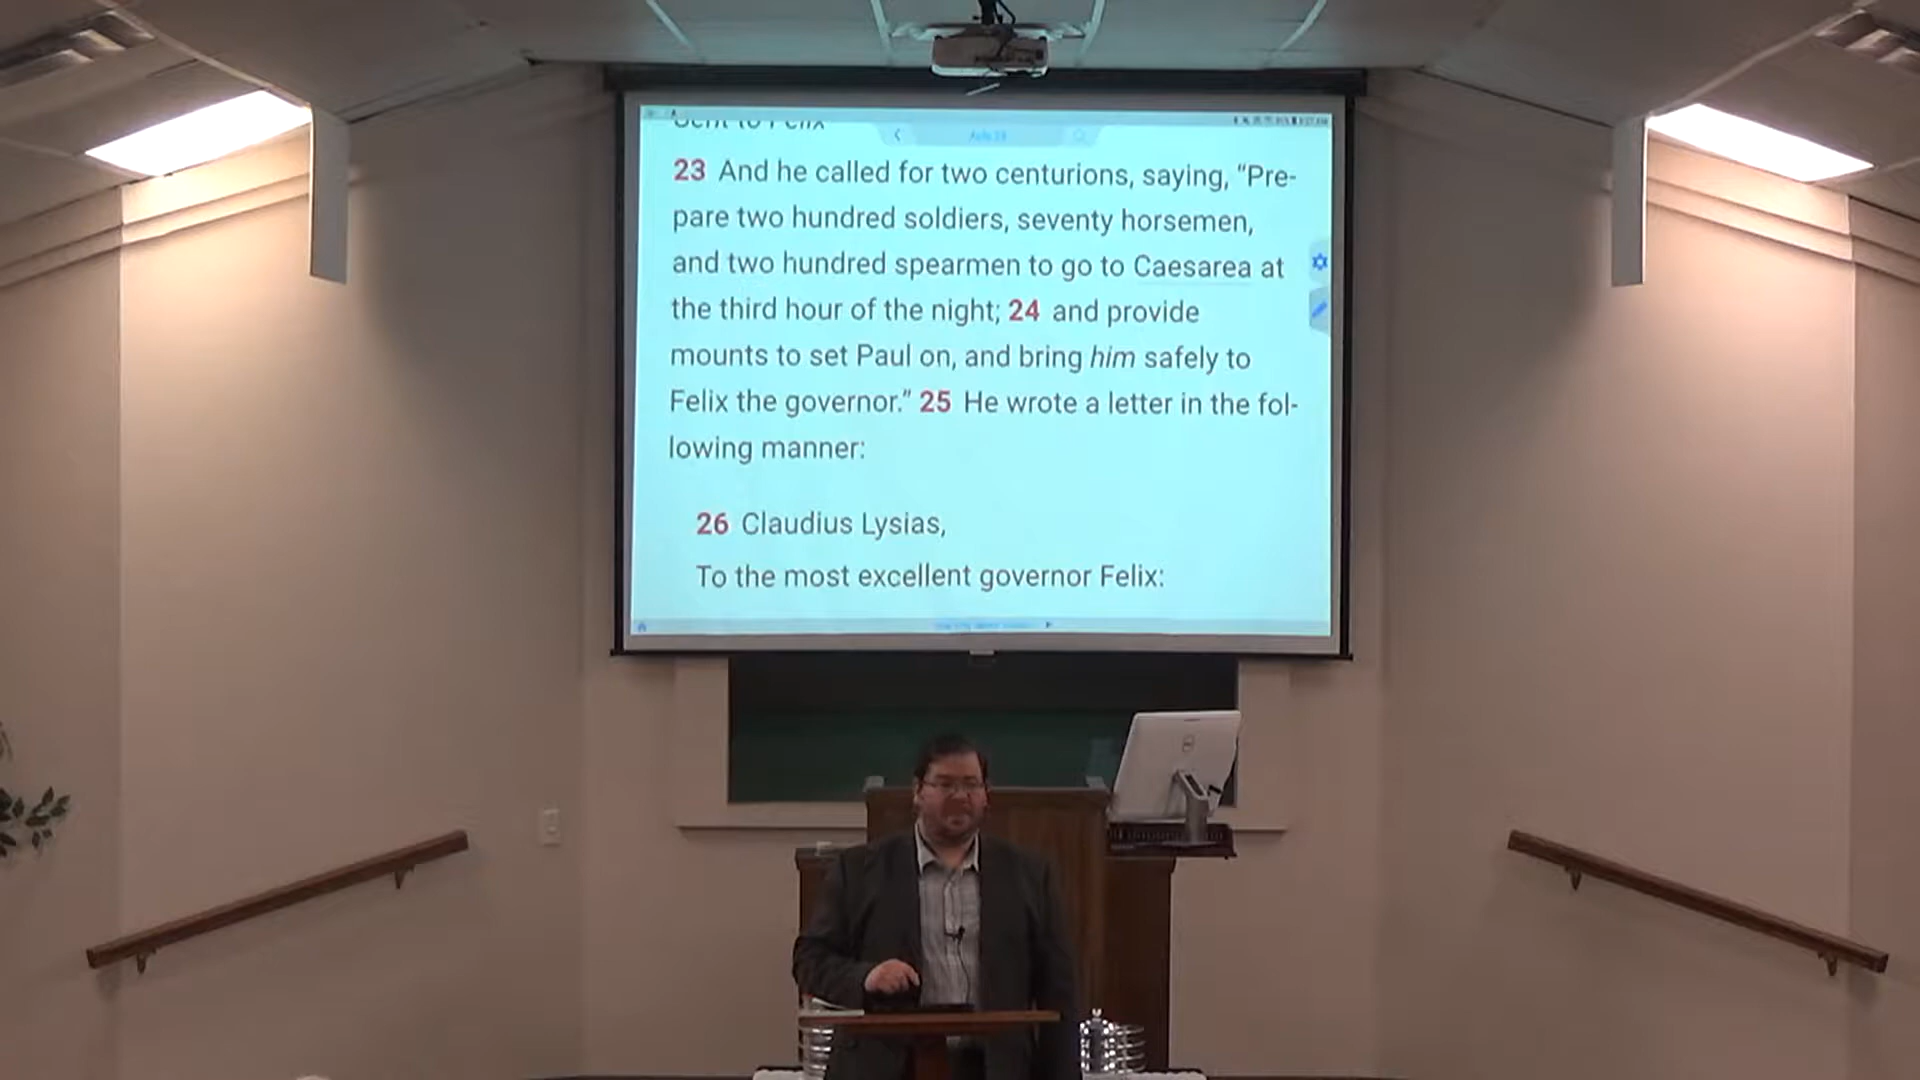 Sent to Felix
23 And he called for two centurions, saying, “Pre-
pare two hundred soldiers, seventy horsemen,
and two hundred spearmen to go to Caesarea at
the third hour of the night; 24 and provide
mounts to set Paul on, and bring him safely to
Felix the governor.” 25 He wrote a letter in the fol-
lowing manner:
26 Claudius Lysias,
To the most excellent governor Felix: